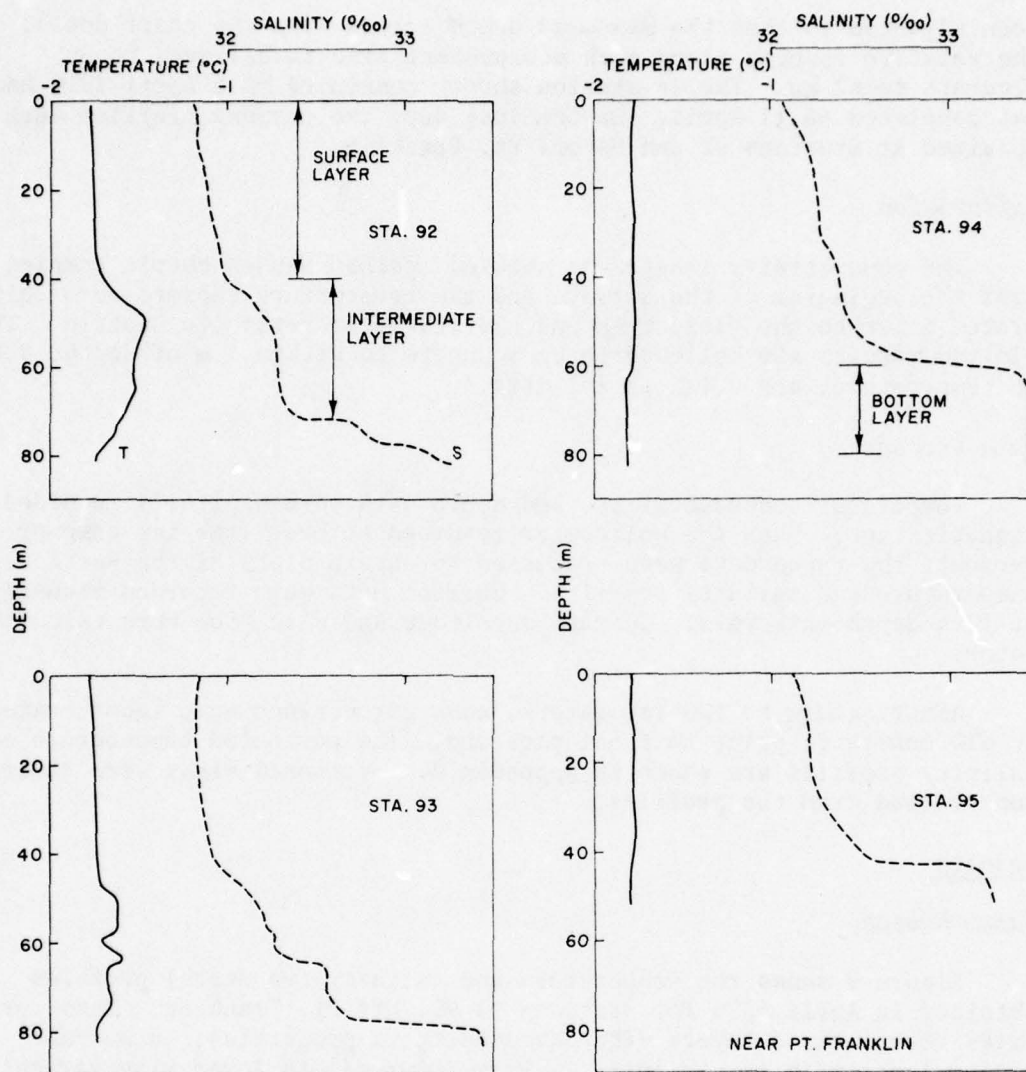 SALINITY (‰)
32 33
TEMPERATURE (°C)
-2 -1
0
20
40
60
80
SURFACE
LAYER
STA. 92
INTERMEDIATE
LAYER
T S
SALINITY (‰)
32 33
TEMPERATURE (°C)
-2 -1
0
20
40
60
80
STA. 94
BOTTOM
LAYER
DEPTH (m)
0
20
40
60
80
STA. 93
DEPTH (m)
0
20
40
60
80
STA. 95
NEAR PT. FRANKLIN